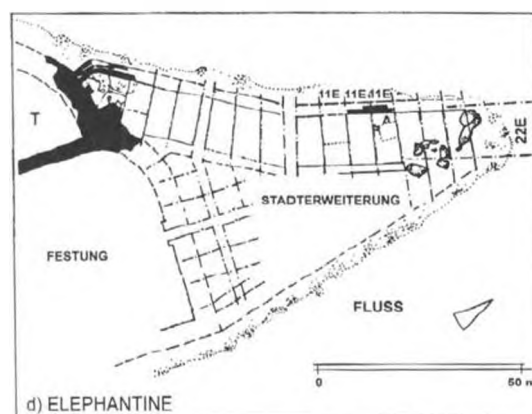 11E 11E 11E
22E
T
STADTERWEITERUNG
FESTUNG
FLUSS
0 50 m
d) ELEPHANTINE